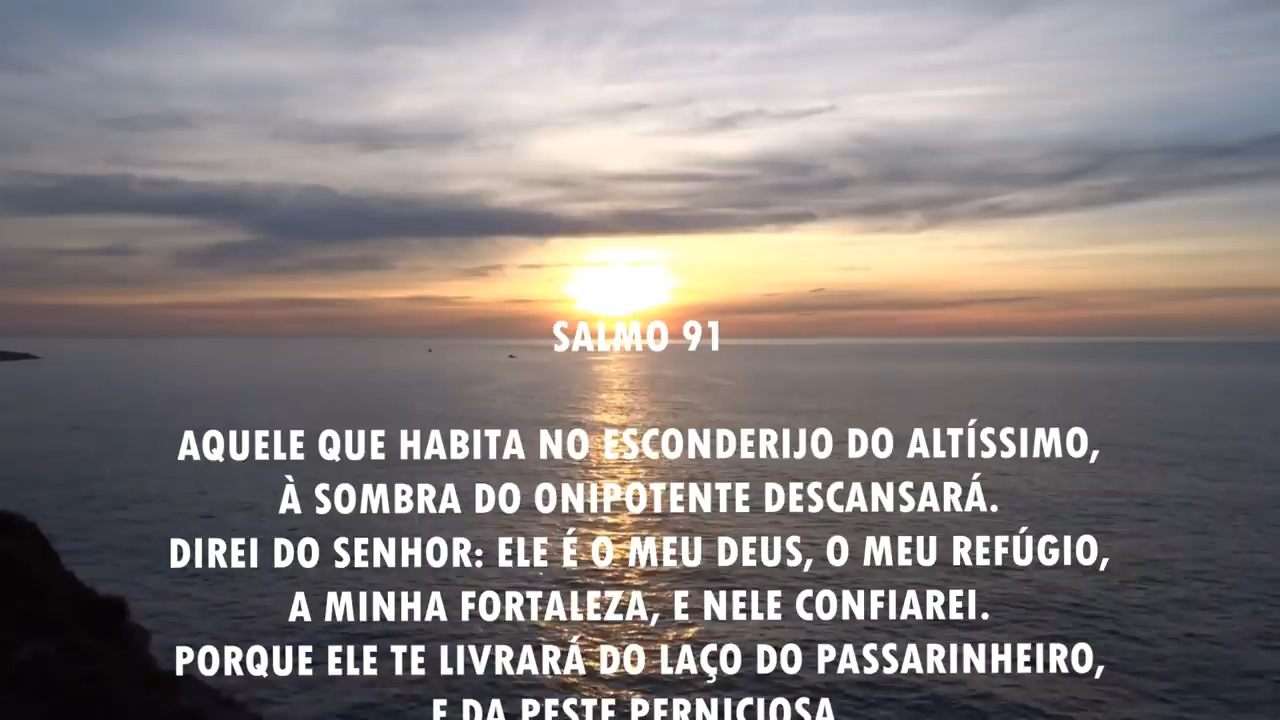 SALMO 91
AQUELE QUE HABITA NO ESCONDERIJO DO ALTÍSSIMO,
À SOMBRA DO ONIPOTENTE DESCANSARÁ.
DIREI DO SENHOR: ELE É O MEU DEUS, O MEU REFÚGIO,
A MINHA FORTALEZA, E NELE CONFIAREI.
PORQUE ELE TE LIVRARÁ DO LAÇO DO PASSARINHEIRO,
E DA PESTE PERNICIOSA